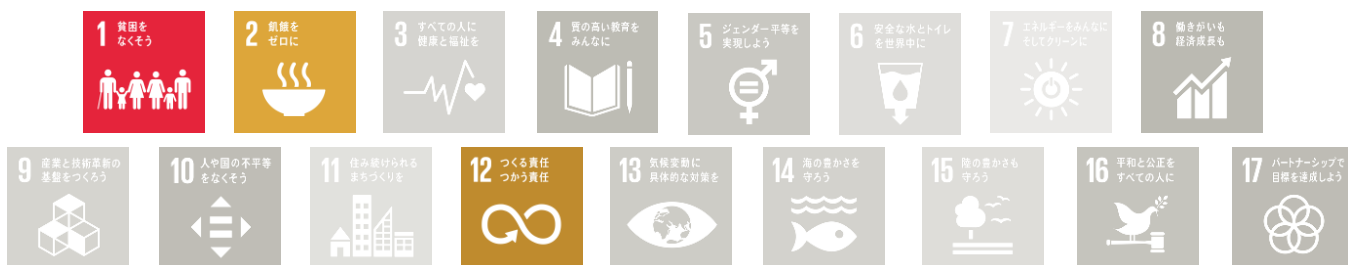 1 貧困を
なくそう
2 飢餓を
ゼロに
3 すべての人に
健康と福祉を
4 質の高い教育を
みんなに
5 ジェンダー平等を
実現しよう
6 安全な水とトイレ
を世界中に
7 エネルギーをみんなに
そしてクリーンに
8 働きがいも
経済成長も
9 産業と技術革新の
基盤をつくろう
10 人や国の不平等
をなくそう
11 住み続けられる
まちづくりを
12 つくる責任
つかう責任
13 気候変動に
具体的な対策を
14 海の豊かさを
守ろう
15 陸の豊かさも
守ろう
16 平和と公正を
すべての人に
17 パートナーシップで
目標を達成しよう